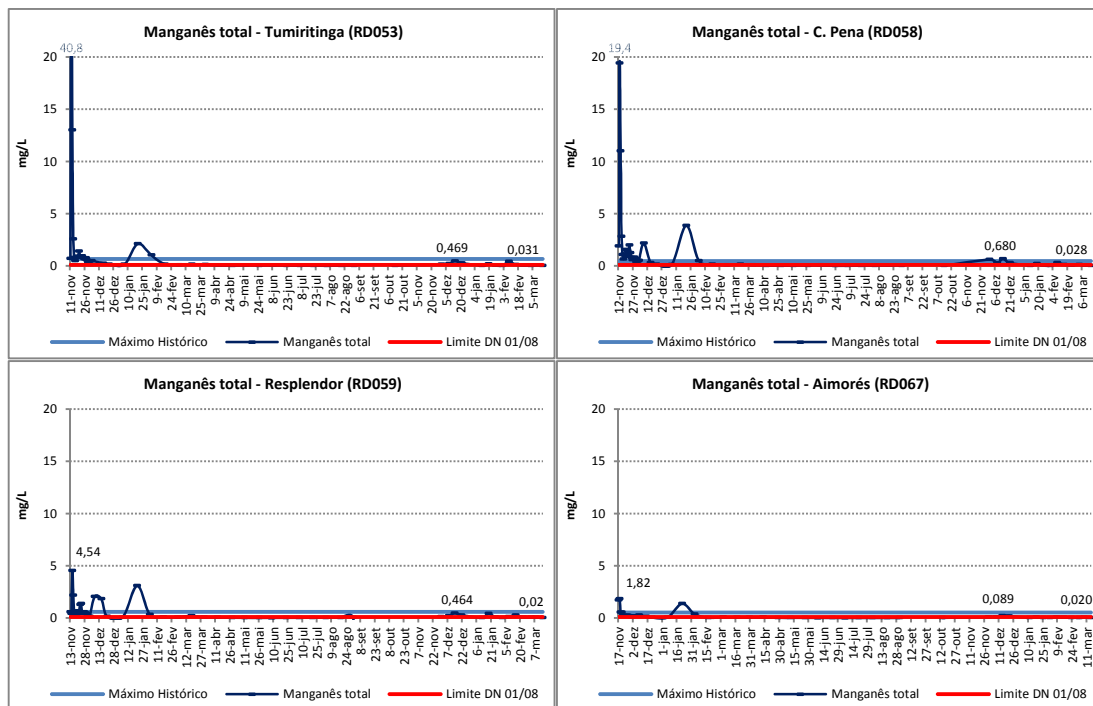 Manganês total - Tumiritinga (RD053)
40,8
20
15
10
5
0
mg/L
0,469
0,031
11-nov 26-nov 11-dez 26-dez 10-jan 25-jan 9-fev 24-fev 10-mar 25-mar 9-abr 24-abr 9-mai 24-mai 8-jun 23-jun 8-jul 23-jul 7-ago 22-ago 6-set 21-set 6-out 21-out 5-nov 20-nov 5-dez 20-dez 4-jan 19-jan 3-fev 18-fev 5-mar
Máximo Histórico Manganês total Limite DN 01/08
Manganês total - C. Pena (RD058)
19,4
20
15
10
5
0
mg/L
0,680
0,028
12-nov 27-nov 12-dez 27-dez 11-jan 26-jan 10-fev 25-fev 11-mar 26-mar 10-abr 25-abr 10-mai 25-mai 9-jun 24-jun 9-jul 24-jul 8-ago 23-ago 7-set 22-set 7-out 22-out 6-nov 21-nov 6-dez 21-dez 5-jan 20-jan 4-fev 19-fev 6-mar
Máximo Histórico Manganês total Limite DN 01/08
Manganês total - Resplendor (RD059)
20
15
10
5
0
mg/L
4,54
0,464
0,02
13-nov 28-nov 13-dez 28-dez 12-jan 27-jan 11-fev 26-fev 12-mar 27-mar 11-abr 26-abr 11-mai 26-mai 10-jun 25-jun 10-jul 25-jul 9-ago 24-ago 8-set 23-set 8-out 23-out 7-nov 22-nov 7-dez 22-dez 6-jan 21-jan 5-fev 20-fev 7-mar
Máximo Histórico Manganês total Limite DN 01/08
Manganês total - Aimorés (RD067)
20
15
10
5
0
mg/L
1,82
0,089
0,020
17-nov 2-dez 17-dez 1-jan 16-jan 31-jan 15-fev 1-mar 16-mar 31-mar 15-abr 30-abr 15-mai 30-mai 14-jun 29-jun 14-jul 29-jul 13-ago 28-ago 12-set 27-set 12-out 27-out 11-nov 26-nov 11-dez 26-dez 10-jan 25-jan 9-fev 24-fev 11-mar
Máximo Histórico Manganês total Limite DN 01/08